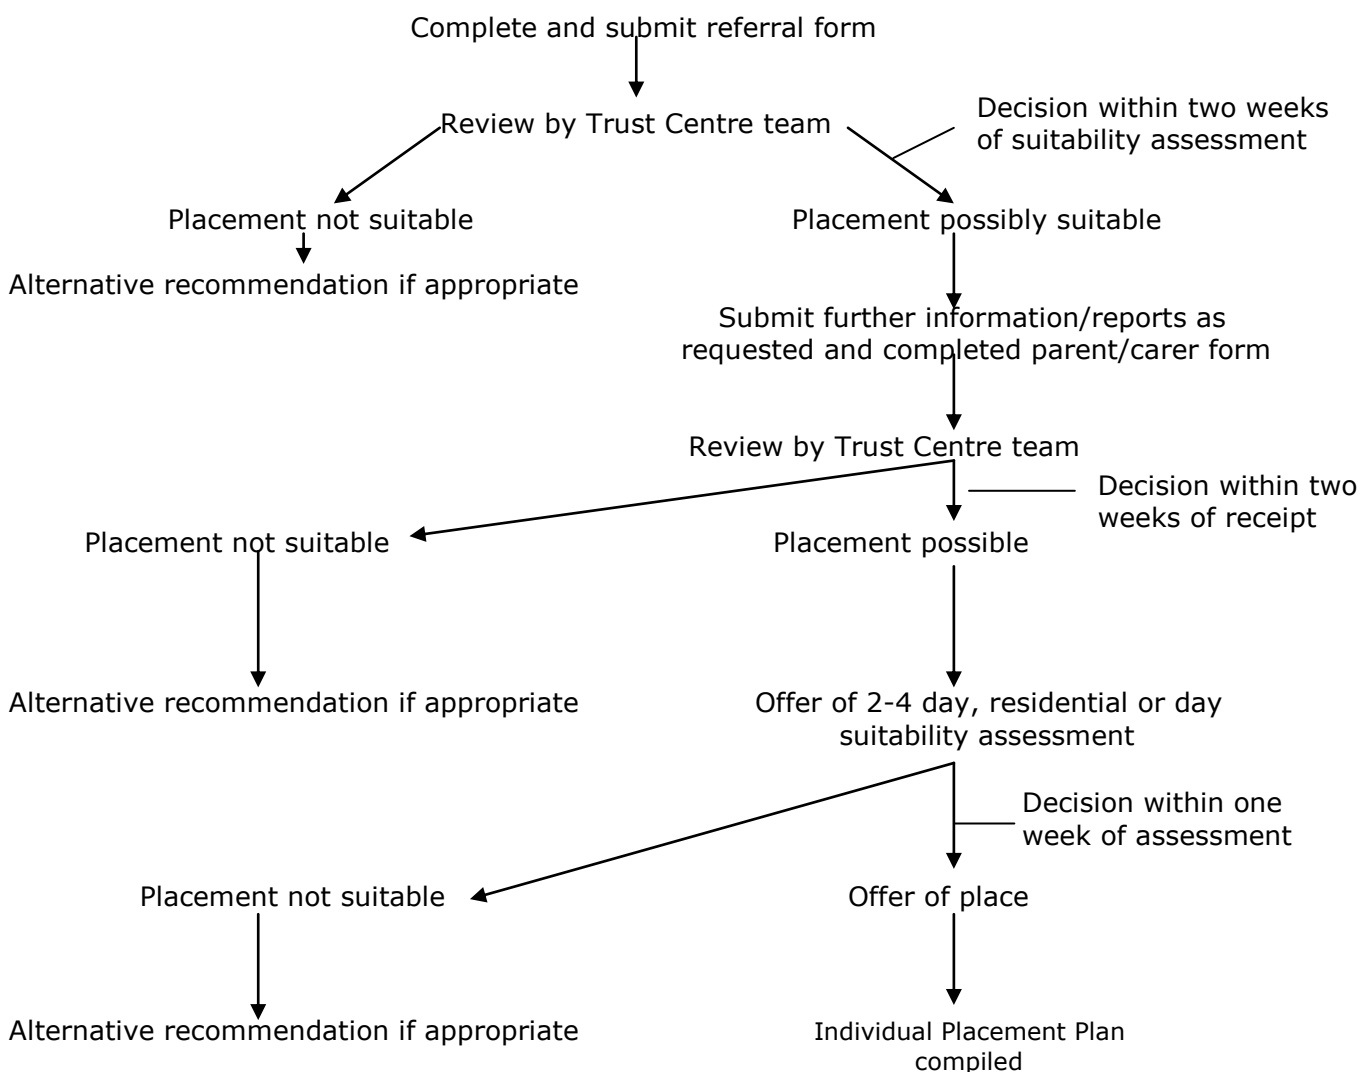 Complete and submit referral form
Review by Trust Centre team
Decision within two weeks
of suitability assessment
Placement not suitable
Placement possibly suitable
Alternative recommendation if appropriate
Submit further information/reports as
requested and completed parent/carer form
Review by Trust Centre team
Decision within two
weeks of receipt
Placement not suitable
Placement possible
Alternative recommendation if appropriate
Offer of 2-4 day, residential or day
suitability assessment
Decision within one
week of assessment
Placement not suitable
Offer of place
Alternative recommendation if appropriate
Individual Placement Plan
compiled